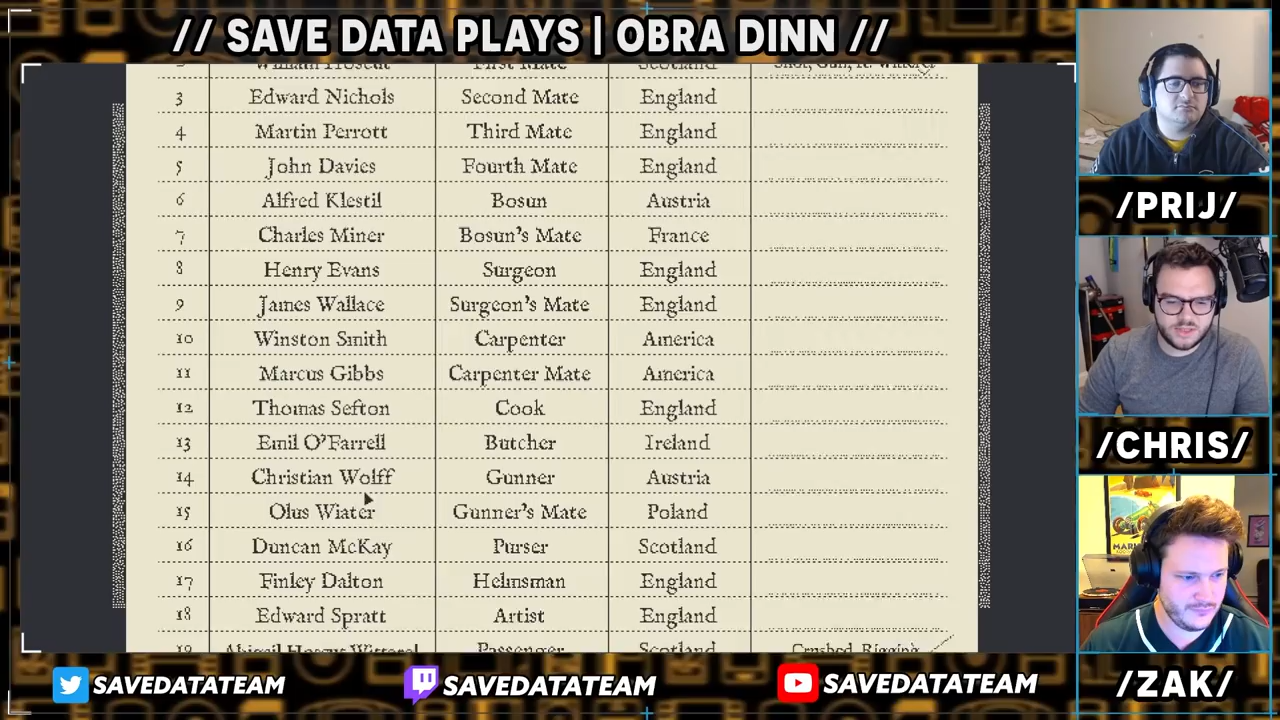 // SAVE DATA PLAYS | OBRA DINN //
First Mate Scotland
3 Edward Nichols Second Mate England
4 Martin Perrott Third Mate England
5 John Davies Fourth Mate England
6 Alfred Klestil Bosun Austria
7 Charles Miner Bosun's Mate France
8 Henry Evans Surgeon England
9 James Wallace Surgeon's Mate England
10 Winston Smith Carpenter America
11 Marcus Gibbs Carpenter Mate America
12 Thomas Sefton Cook England
13 Emil O'Farrell Butcher Ireland
14 Christian Wolff Gunner Austria
15 Olus Wiater Gunner's Mate Poland
16 Duncan McKay Purser Scotland
17 Finley Dalton Helmsman England
18 Edward Spratt Artist England
19 Abigail Passenger Scotland Crushed, Rigging
/PRIJ/
/CHRIS/
/ZAK/
SAVEDATATEAM
SAVEDATATEAM
SAVEDATATEAM